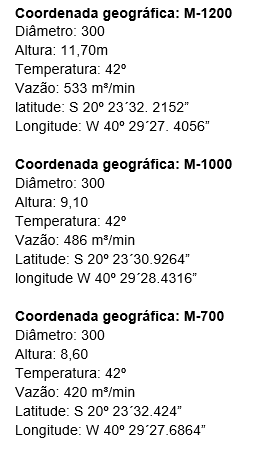 Coordenada geográfica: M-1200
Diâmetro: 300
Altura: 11,70m
Temperatura: 42º
Vazão: 533 m³/min
latitude: S 20º 23´32. 2152”
Longitude: W 40º 29´27. 4056”
Coordenada geográfica: M-1000
Diâmetro: 300
Altura: 9,10
Temperatura: 42º
Vazão: 486 m³/min
Latitude: S 20º 23´30.9264”
longitude W 40º 29´28.4316”
Coordenada geográfica: M-700
Diâmetro: 300
Altura: 8,60
Temperatura: 42º
Vazão: 420 m³/min
Latitude: S 20º 23´32.424”
Longitude: W 40º 29´27.6864”